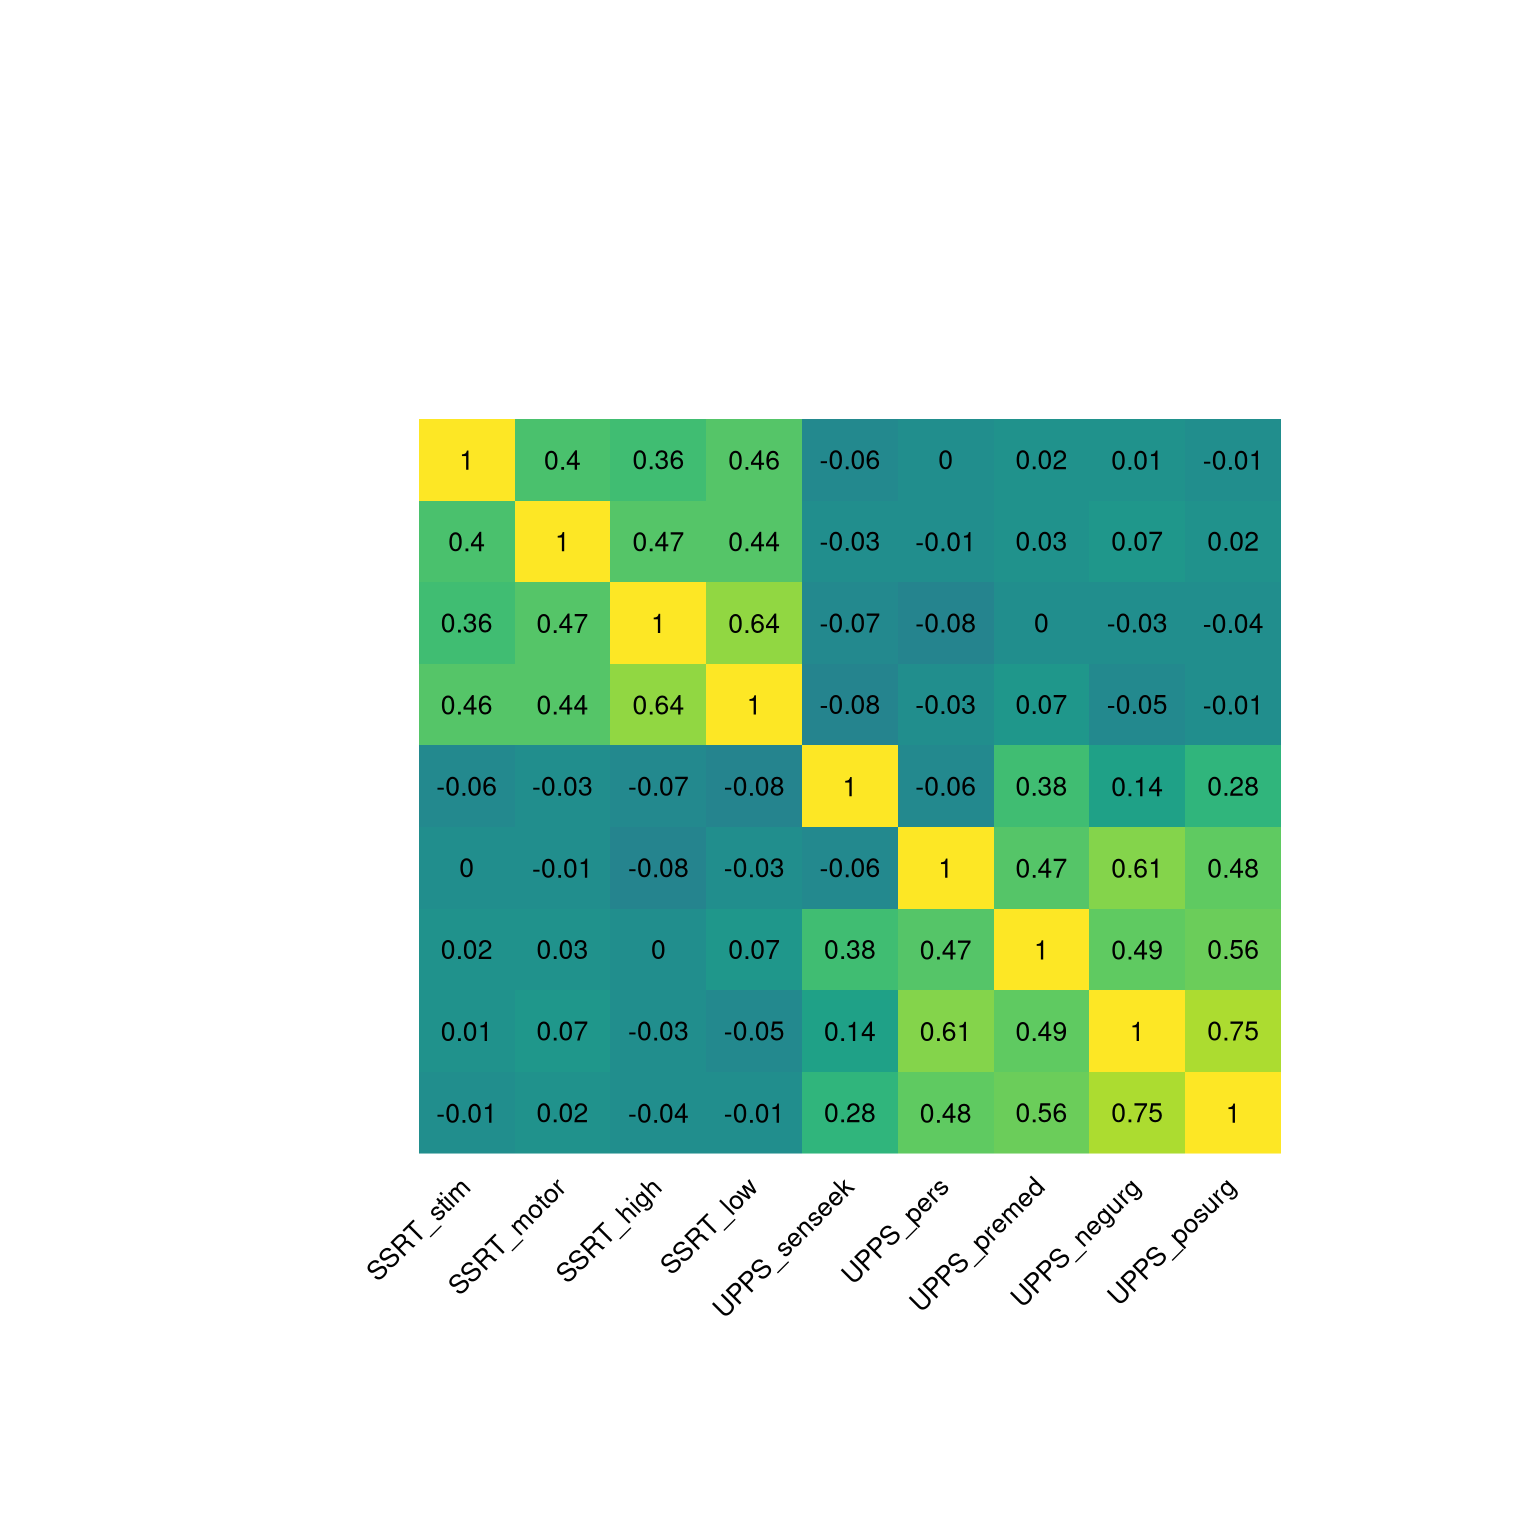 1 0.4 0.36 0.46 -0.06 0 0.02 0.01 -0.01
0.4 1 0.47 0.44 -0.03 -0.01 0.03 0.07 0.02
0.36 0.47 1 0.64 -0.07 -0.08 0 -0.03 -0.04
0.46 0.44 0.64 1 -0.08 -0.03 0.07 -0.05 -0.01
-0.06 -0.03 -0.07 -0.08 1 -0.06 0.38 0.14 0.28
0 -0.01 -0.08 -0.03 -0.06 1 0.47 0.61 0.48
0.02 0.03 0 0.07 0.38 0.47 1 0.49 0.56
0.01 0.07 -0.03 -0.05 0.14 0.61 0.49 1 0.75
-0.01 0.02 -0.04 -0.01 0.28 0.48 0.56 0.75 1
SSRT_stim
SSRT_motor
SSRT_high
SSRT_low
UPPS_senseek
UPPS_pers
UPPS_premed
UPPS_negurg
UPPS_posurg